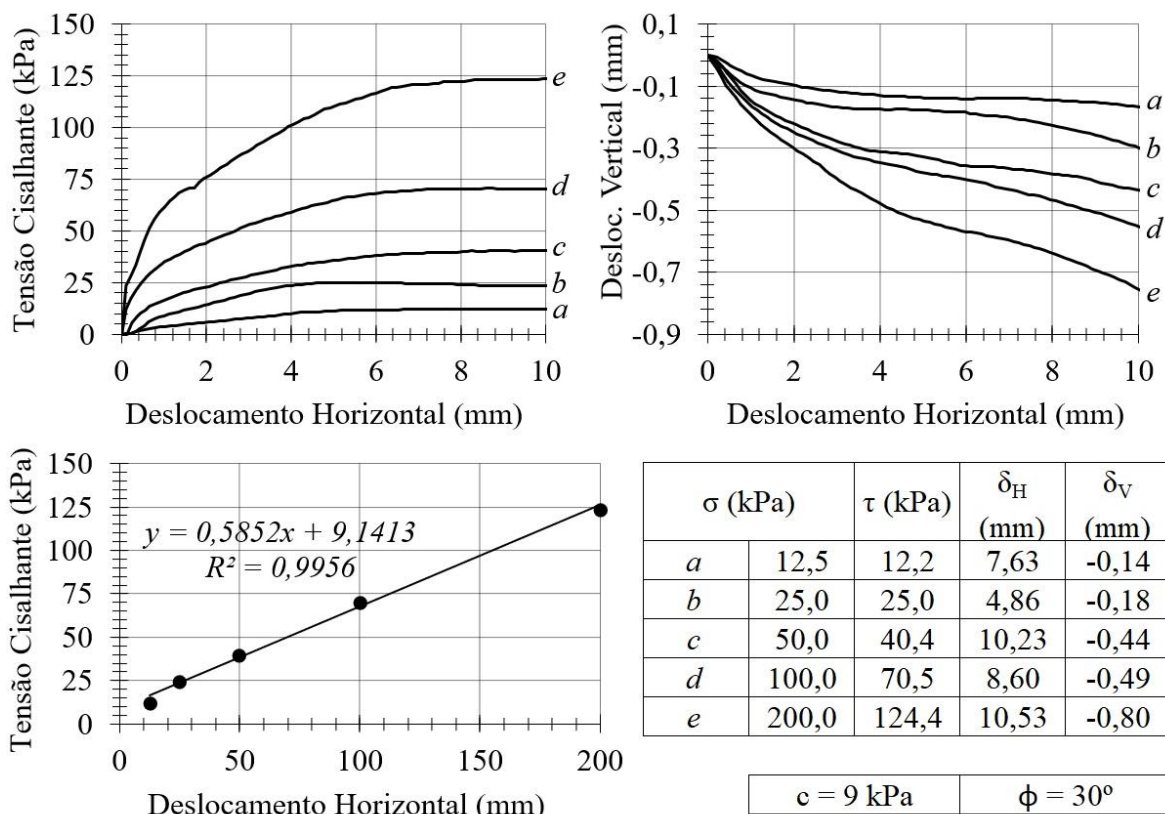 Tensão Cisalhante (kPa)
150
125
100
75
50
25
0
e
d
c
b
a
0 2 4 6 8 10
Deslocamento Horizontal (mm)
Desloc. Vertical (mm)
0,1
-0,1
-0,3
-0,5
-0,7
-0,9
a
b
c
d
e
0 2 4 6 8 10
Deslocamento Horizontal (mm)
Tensão Cisalhante (kPa)
150
125
100
75
50
25
0
y = 0,5852x + 9,1413
R² = 0,9956
0 50 100 150 200
Deslocamento Horizontal (mm)
σ (kPa) τ (kPa) δH (mm) δV (mm)
a 12,5 12,2 7,63 -0,14
b 25,0 25,0 4,86 -0,18
c 50,0 40,4 10,23 -0,44
d 100,0 70,5 8,60 -0,49
e 200,0 124,4 10,53 -0,80
c = 9 kPa ϕ = 30º